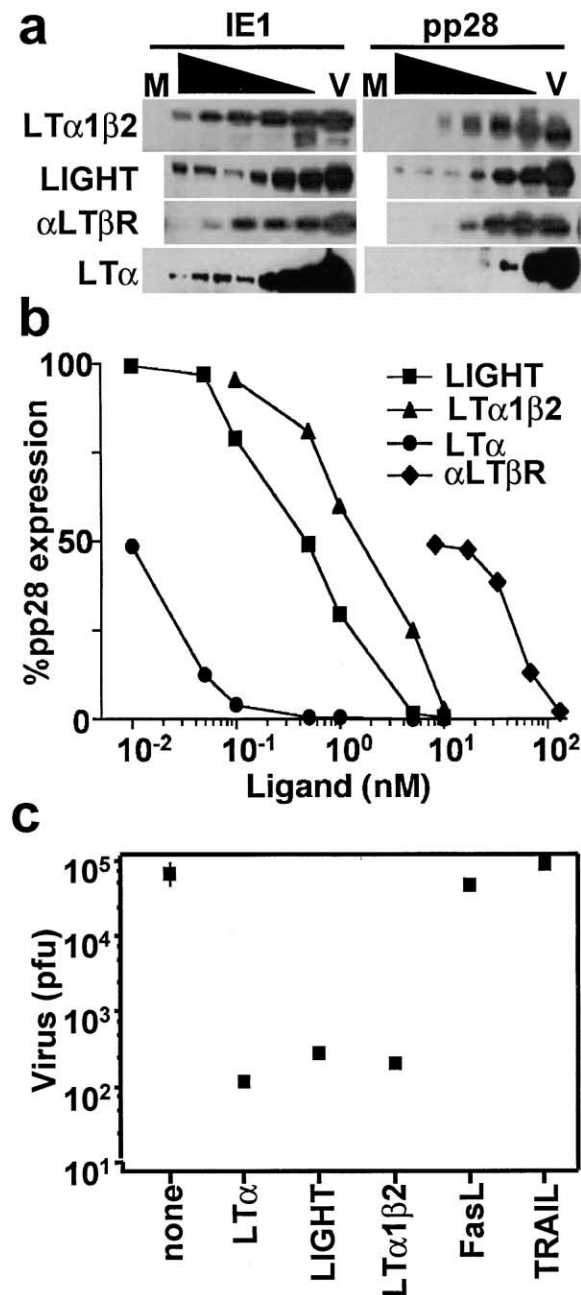 a
IE1 pp28
M V M V
LTα1β2
LIGHT
αLTβR
LTα
b
100
50
0
%pp28 expression
LIGHT
LTα1β2
LTα
αLTβR
10⁻² 10⁻¹ 10⁰ 10¹ 10²
Ligand (nM)
c
10⁵
10⁴
10³
10²
10¹
Virus (pfu)
none
LTα
LIGHT
LTα1β2
FasL
TRAIL